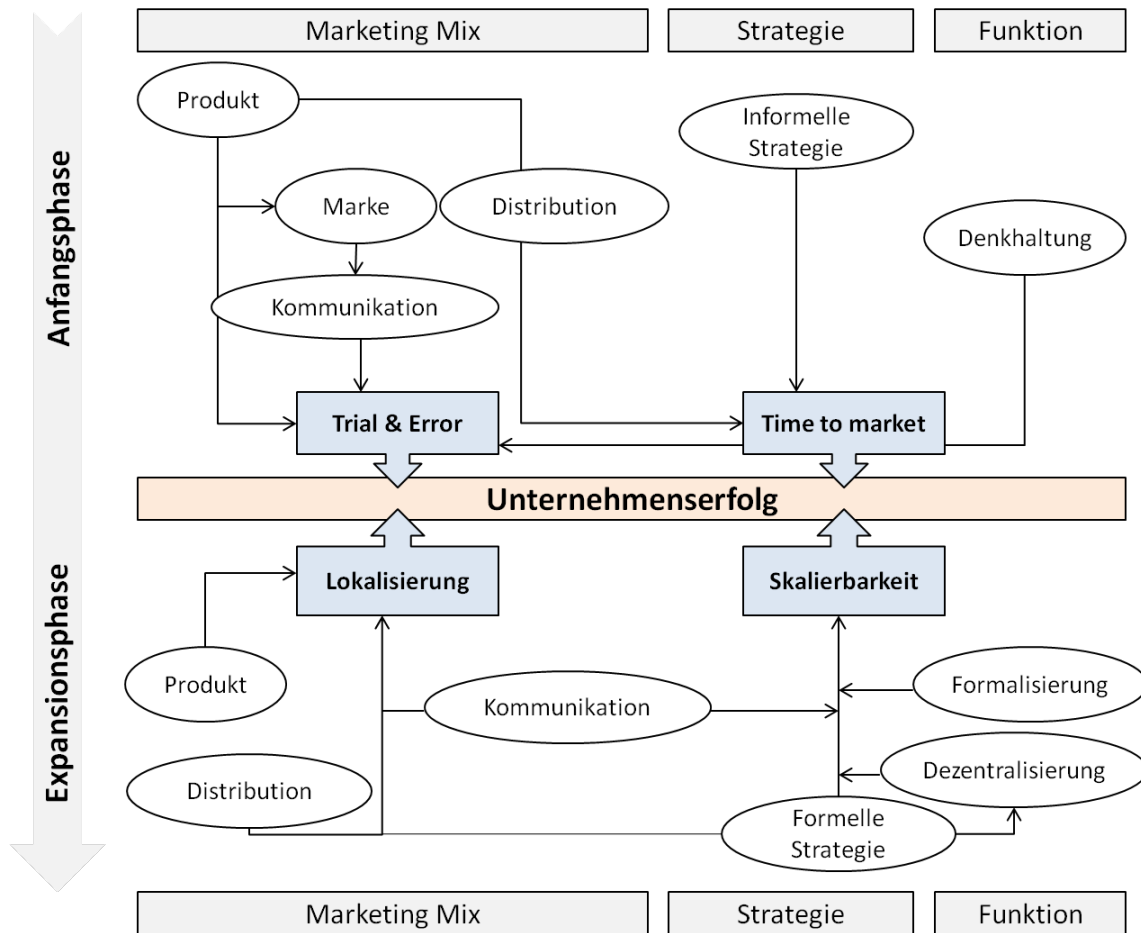 Marketing Mix
Strategie
Funktion
Anfangsphase
Produkt
Informelle
Strategie
Marke
Distribution
Denkhaltung
Kommunikation
Trial & Error
Time to market
Unternehmenserfolg
Expansionsphase
Lokalisierung
Skalierbarkeit
Produkt
Kommunikation
Formalisierung
Distribution
Dezentralisierung
Formelle
Strategie
Marketing Mix
Strategie
Funktion